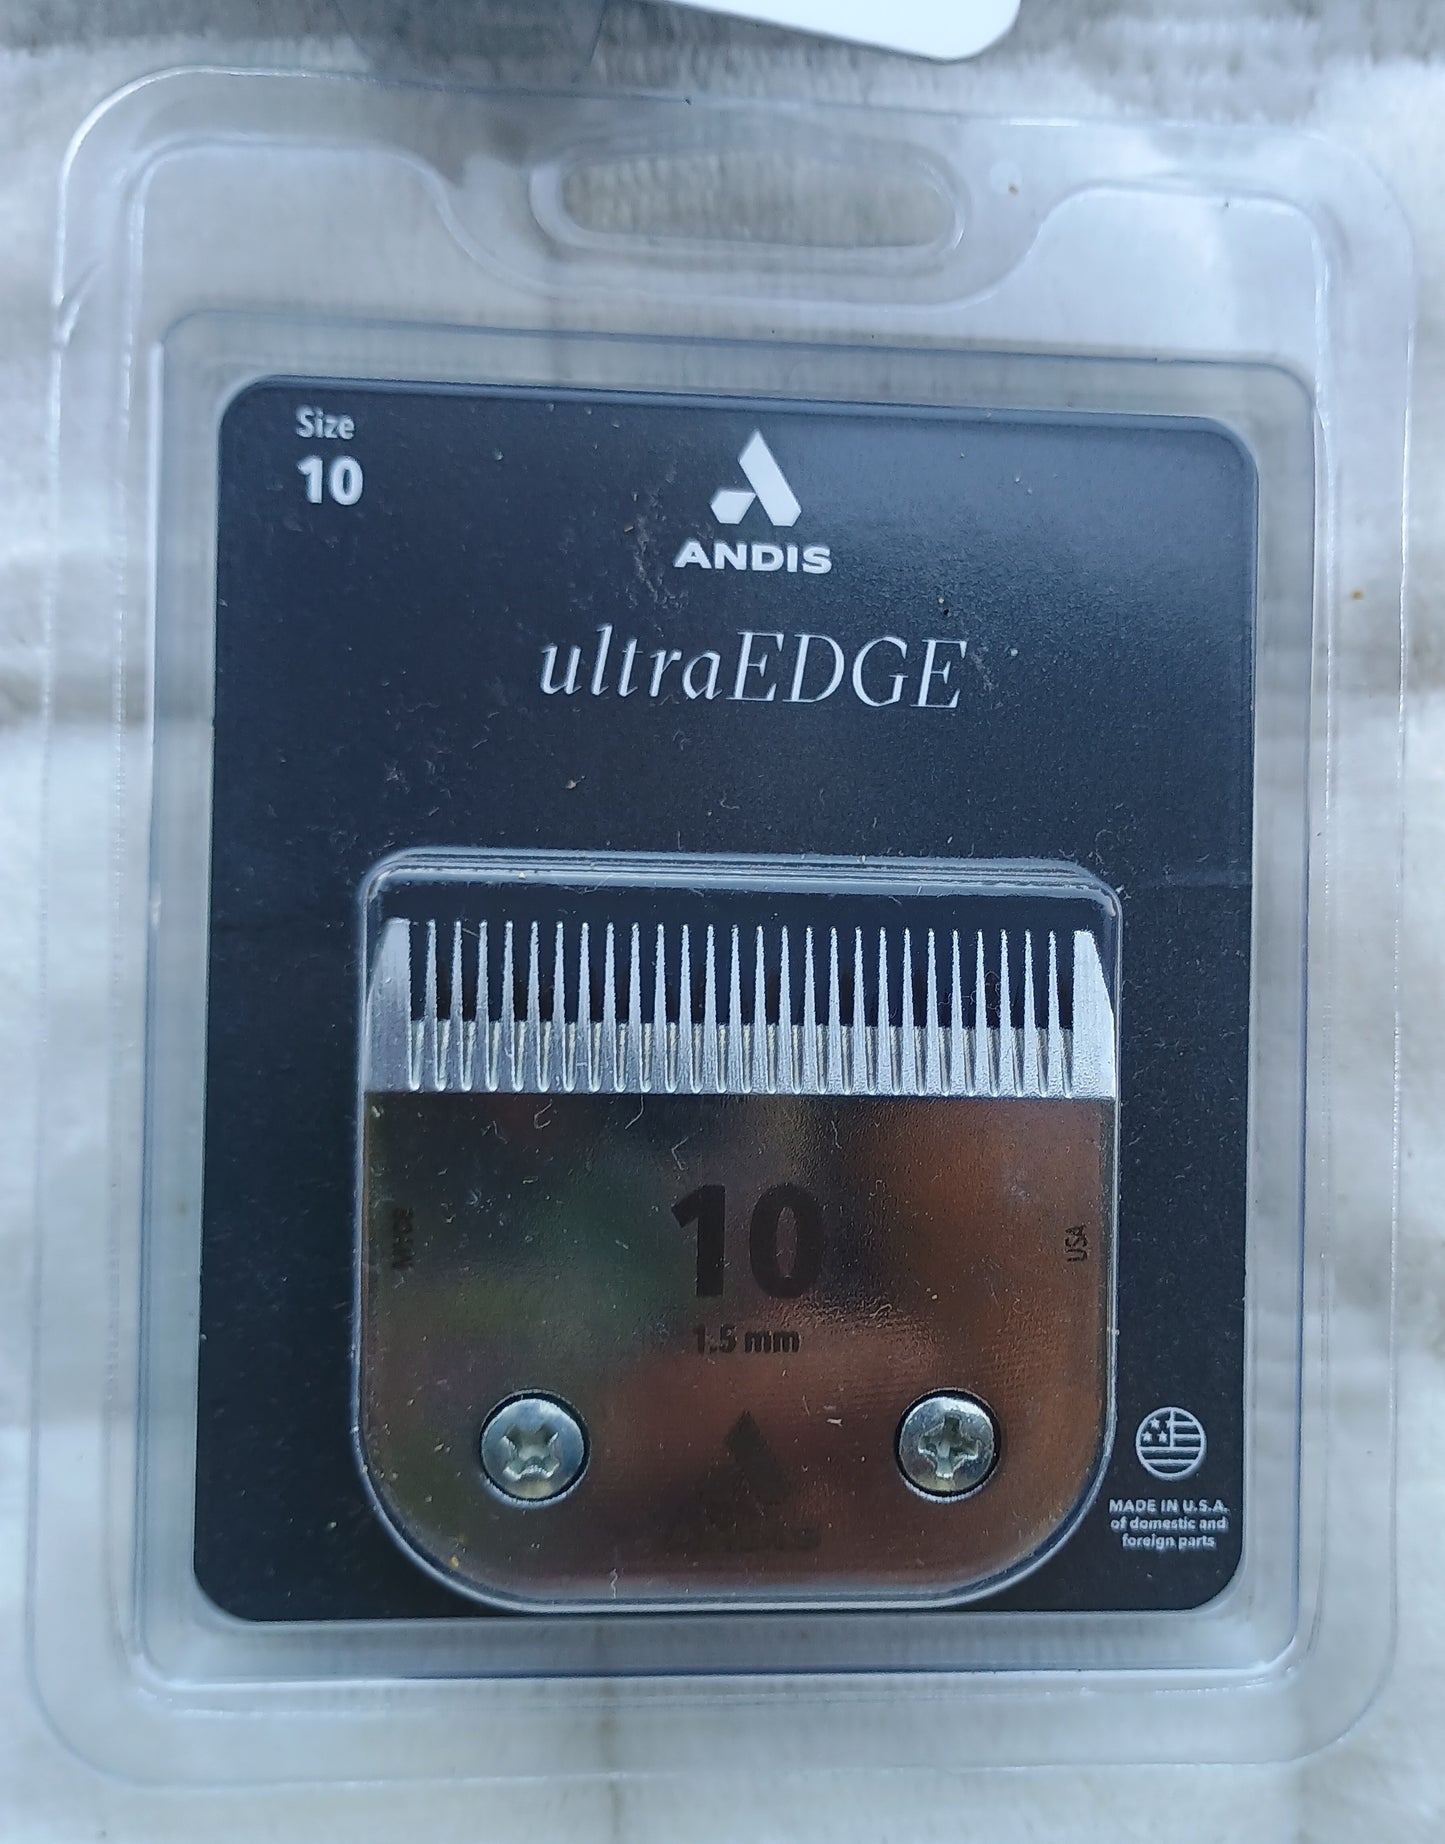 Size
10
ANDIS
ultraEDGE
10
USA
1.5 mm
MADE IN U.S.A.
of domestic and
foreign parts